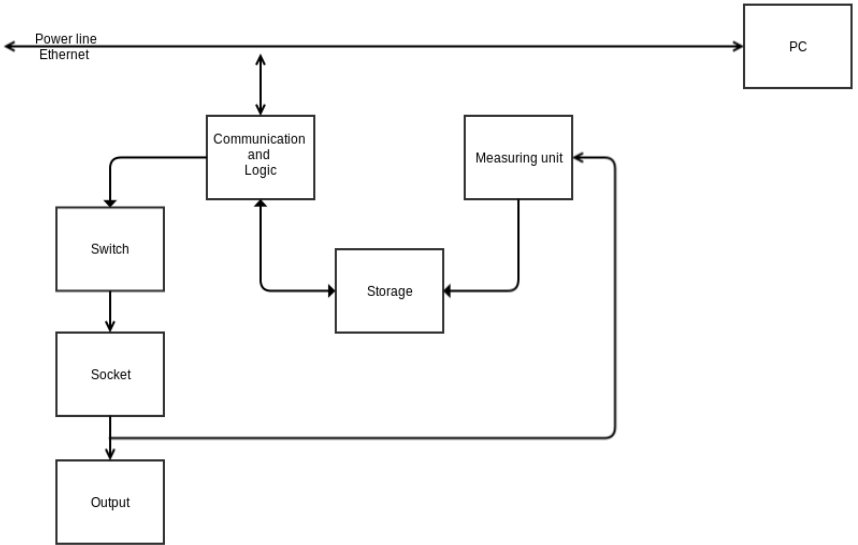 Power line
Ethernet
PC
Communication
and
Logic
Measuring unit
Switch
Storage
Socket
Output